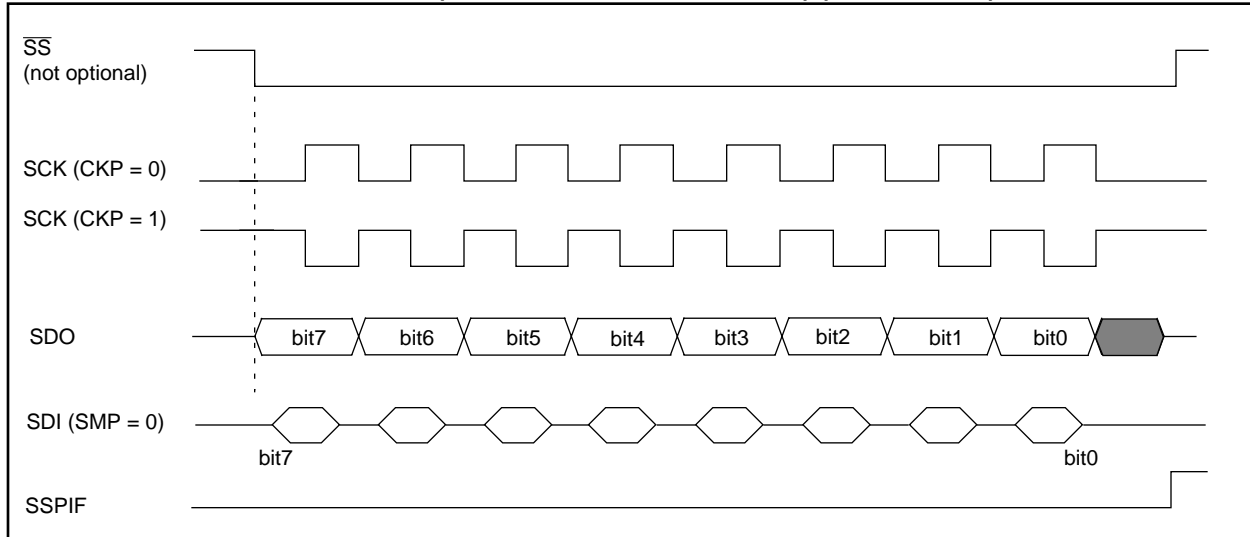 SS
(not optional)
SCK (CKP = 0)
SCK (CKP = 1)
SDO
bit7 bit6 bit5 bit4 bit3 bit2 bit1 bit0
SDI (SMP = 0)
bit7 bit0
SSPIF